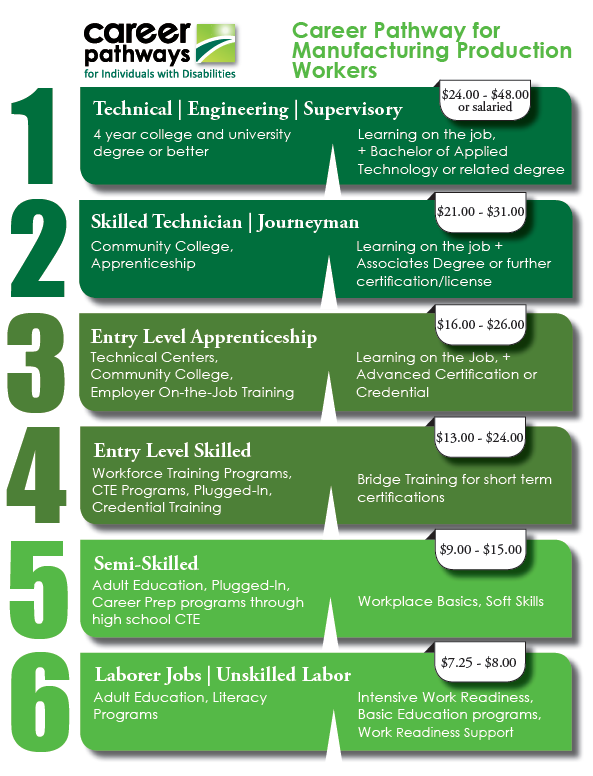 career
pathways
for Individuals with Disabilities
Career Pathway for
Manufacturing Production
Workers
1
$24.00 - $48.00
or salaried
Technical | Engineering | Supervisory
4 year college and university
degree or better
Learning on the job,
+ Bachelor of Applied
Technology or related degree
2
$21.00 - $31.00
Skilled Technician | Journeyman
Community College,
Apprenticeship
Learning on the job +
Associates Degree or further
certification/license
3
$16.00 - $26.00
Entry Level Apprenticeship
Technical Centers,
Community College,
Employer On-the-Job Training
Learning on the Job, +
Advanced Certification or
Credential
4
$13.00 - $24.00
Entry Level Skilled
Workforce Training Programs,
CTE Programs, Plugged-In,
Credential Training
Bridge Training for short term
certifications
5
$9.00 - $15.00
Semi-Skilled
Adult Education, Plugged-In,
Career Prep programs through
high school CTE
Workplace Basics, Soft Skills
6
$7.25 - $8.00
Laborer Jobs | Unskilled Labor
Adult Education, Literacy
Programs
Intensive Work Readiness,
Basic Education programs,
Work Readiness Support